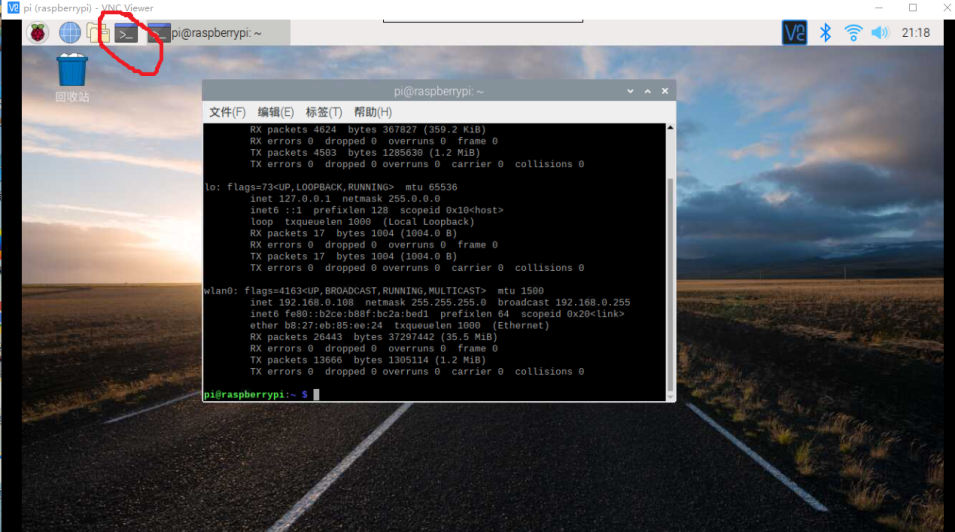 pi (raspberrypi) - VNC Viewer
pi@raspberrypi: ~
21:18
回收站
pi@raspberrypi: ~
文件(F) 编辑(E) 标签(T) 帮助(H)
RX packets 4624 bytes 367827 (359.2 KiB)
RX errors 0 dropped 0 overruns 0 frame 0
TX packets 4503 bytes 1285630 (1.2 MiB)
TX errors 0 dropped 0 overruns 0 carrier 0 collisions 0
lo: flags=73<UP,LOOPBACK,RUNNING> mtu 65536
inet 127.0.0.1 netmask 255.0.0.0
inet6 ::1 prefixlen 128 scopeid 0x10<host>
loop txqueuelen 1000 (Local Loopback)
RX packets 17 bytes 1004 (1004.0 B)
RX errors 0 dropped 0 overruns 0 frame 0
TX packets 17 bytes 1004 (1004.0 B)
TX errors 0 dropped 0 overruns 0 carrier 0 collisions 0
wlan0: flags=4163<UP,BROADCAST,RUNNING,MULTICAST> mtu 1500
inet 192.168.0.108 netmask 255.255.255.0 broadcast 192.168.0.255
inet6 fe80::b2ce:b88f:bc2a:bed1 prefixlen 64 scopeid 0x20<link>
ether b8:27:eb:85:ee:24 txqueuelen 1000 (Ethernet)
RX packets 26443 bytes 37297442 (35.5 MiB)
RX errors 0 dropped 0 overruns 0 frame 0
TX packets 13666 bytes 1305114 (1.2 MiB)
TX errors 0 dropped 0 overruns 0 carrier 0 collisions 0
pi@raspberrypi:~ $